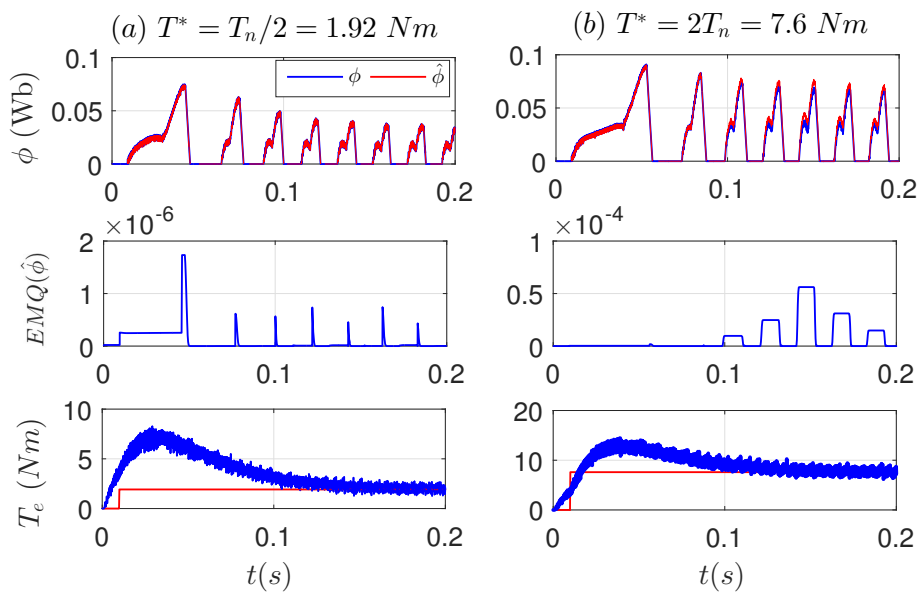 (a) T* = Tn/2 = 1.92 Nm
(b) T* = 2Tn = 7.6 Nm
ϕ (Wb)
0.1
0.05
0
ϕ
ϕ̂
0 0.1 0.2
0.1
0.05
0
0 0.1 0.2
EMQ(ϕ̂)
×10-6
2
1
0
0 0.1 0.2
×10-4
1
0.5
0
0 0.1 0.2
Te (Nm)
10
5
0
0 0.1 0.2
t(s)
20
10
0
0 0.1 0.2
t(s)